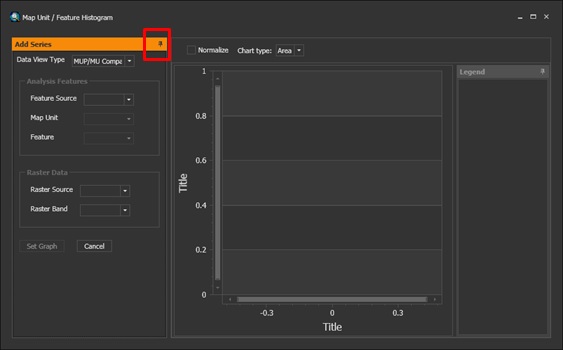 Map Unit / Feature Histogram
Add Series
Data View Type MUP/MU Compa
Analysis Features
Feature Source
Map Unit
Feature
Raster Data
Raster Source
Raster Band
Set Graph Cancel
Normalize Chart type: Area
1
0.8
0.6
0.4
0.2
0
Title
-0.3 0 0.3
Title
Legend